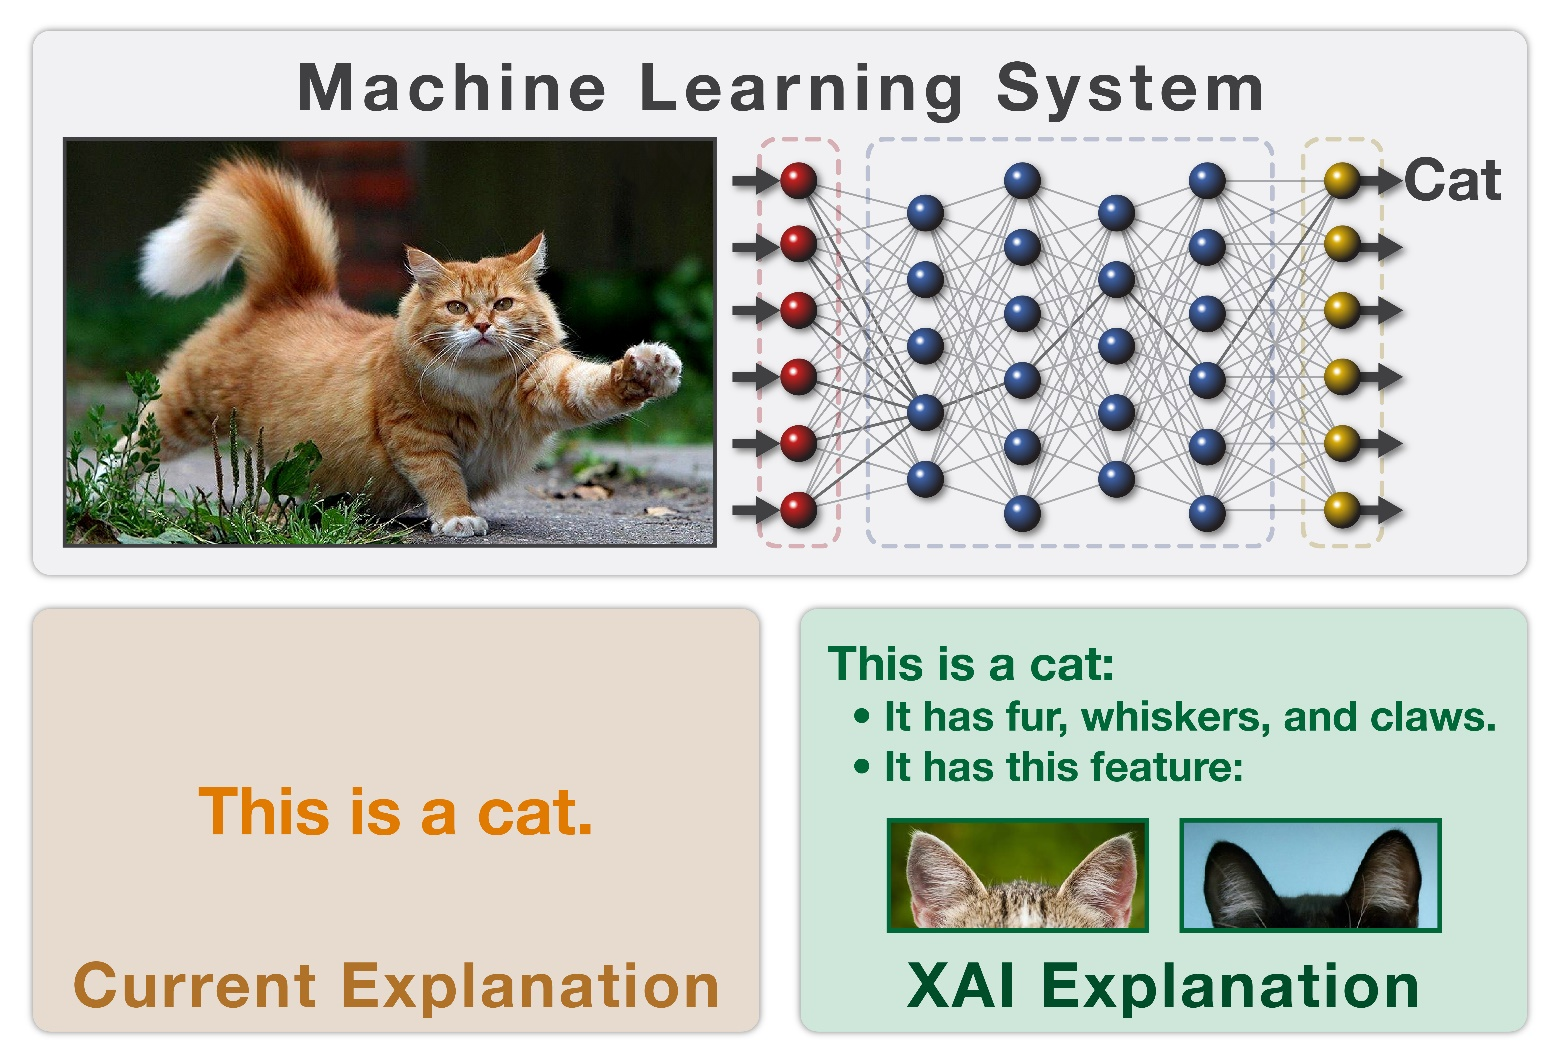 Machine Learning System
Cat
This is a cat.
Current Explanation
This is a cat:
• It has fur, whiskers, and claws.
• It has this feature:
XAI Explanation